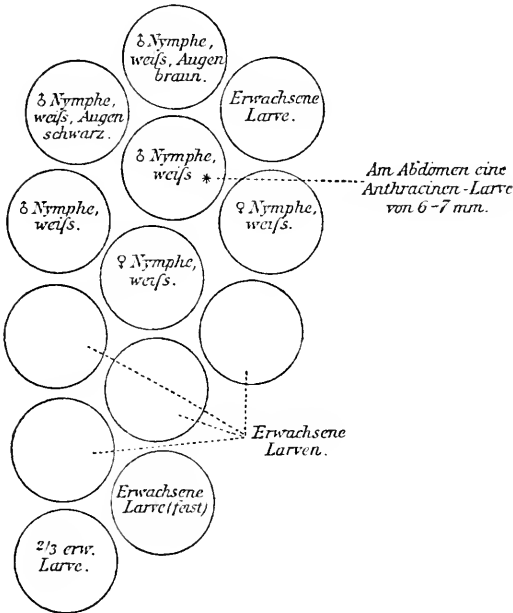 ♂ Nymphe,
weiſs, Augen
braun.
♂ Nymphe,
weiſs, Augen
schwarz.
Erwachsene
Larve.
♂ Nymphe,
weiſs *
Am Abdomen eine
Anthracinen-Larve
von 6-7 mm.
♂ Nymphe,
weiſs.
♀ Nymphe,
weiſs.
♀ Nymphe,
weiſs.
Erwachsene
Larven.
Erwachsene
Larve (feist)
2/3 erw.
Larve.